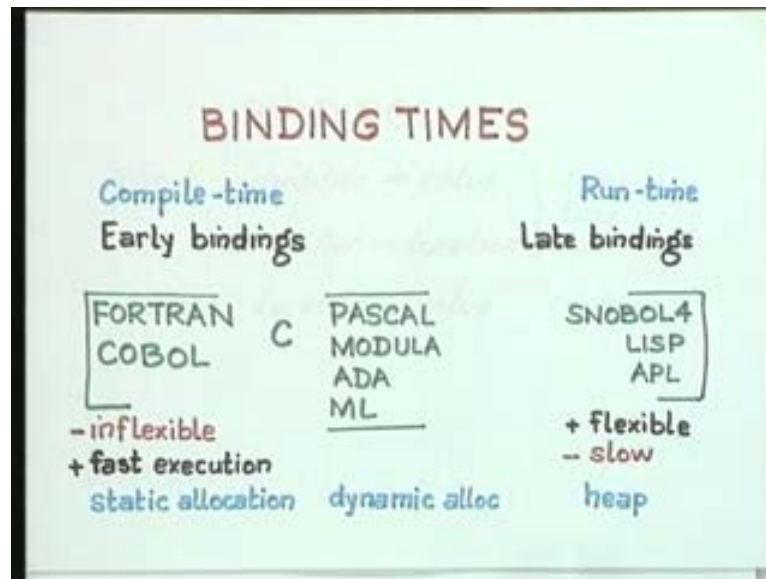 BINDING TIMES
Compile-time Run-time
Early bindings Late bindings
FORTRAN C PASCAL SNOBOL4
COBOL MODULA LISP
ADA APL
ML
- inflexible + flexible
+ fast execution - slow
static allocation dynamic alloc heap